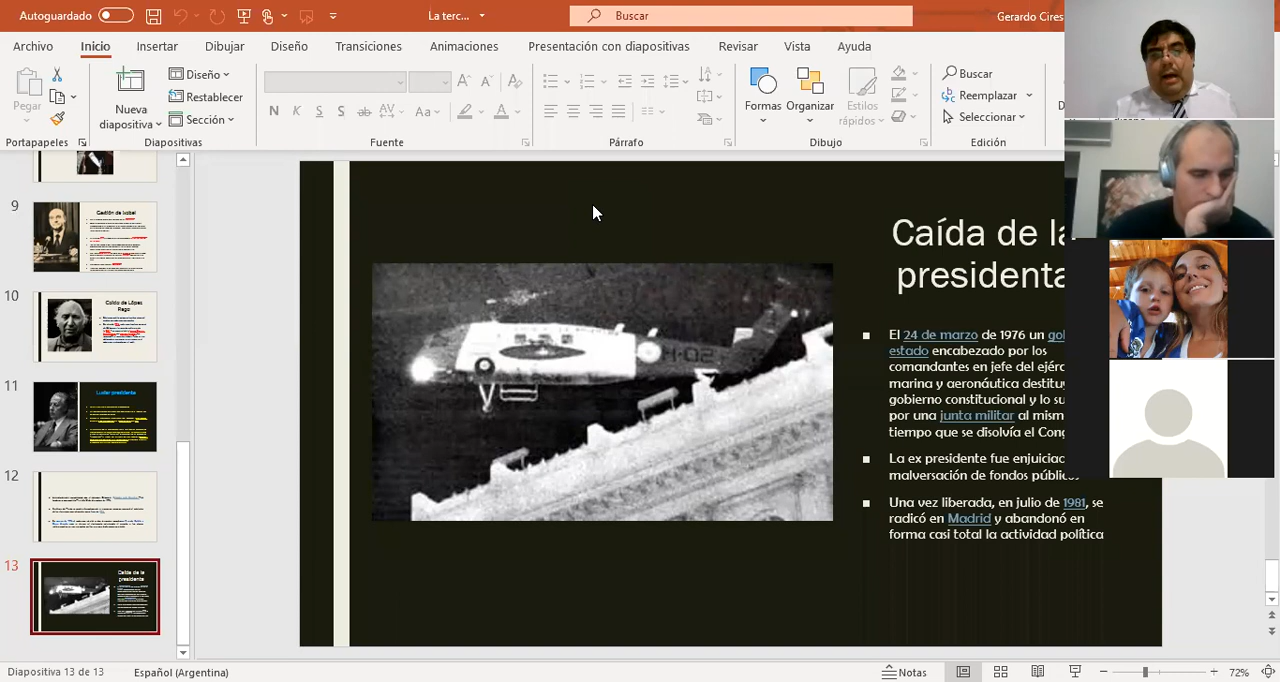 Autoguardado
La terc...
Buscar
Gerardo Cires
Archivo
Inicio
Insertar
Dibujar
Diseño
Transiciones
Animaciones
Presentación con diapositivas
Revisar
Vista
Ayuda
Pegar
Nueva
diapositiva
Diseño
Restablecer
Sección
N K S S ab AV Aa A
Formas
Organizar
Estilos
rápidos
Buscar
Reemplazar
Seleccionar
Portapapeles
Diapositivas
Fuente
Párrafo
Dibujo
Edición
9
Gestión de Isabel
10
Caída de López
Rega
11
Luder presidente
12
13
Caída de la
presidenta
H-02
Caída de la
presidenta
El 24 de marzo de 1976 un gol
estado encabezado por los
comandantes en jefe del ejérc
marina y aeronáutica destituy
gobierno constitucional y lo su
por una junta militar al mism
tiempo que se disolvía el Cong
La ex presidente fue enjuiciad
malversación de fondos públicos
Una vez liberada, en julio de 1981, se
radicó en Madrid y abandonó en
forma casi total la actividad política
Diapositiva 13 de 13
Español (Argentina)
Notas
72%